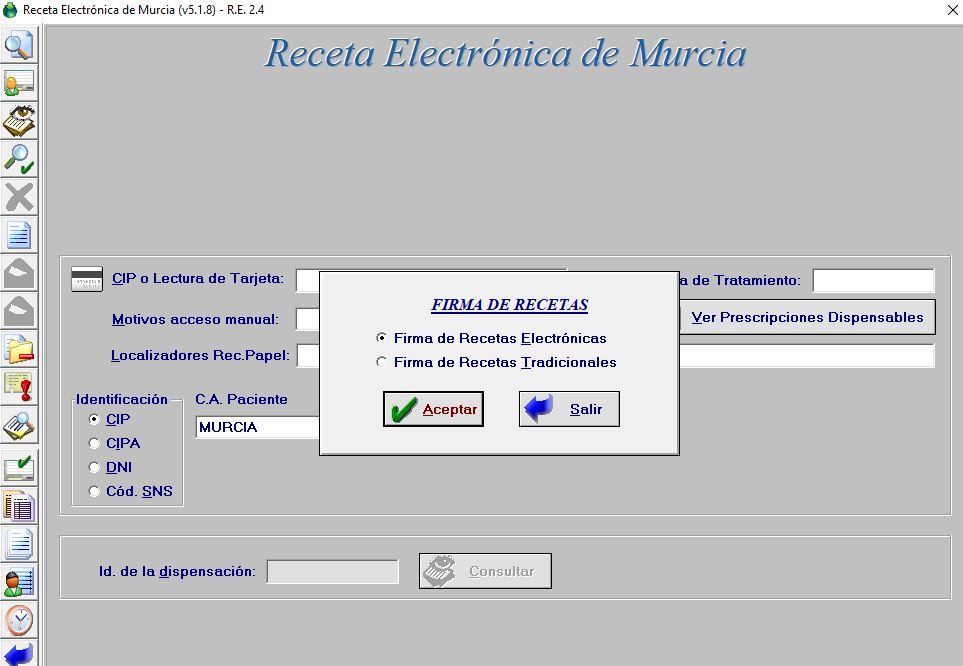 Receta Electrónica de Murcia (v5.1.8) - R.E. 2.4
Receta Electrónica de Murcia
CIP o Lectura de Tarjeta:
a de Tratamiento:
Motivos acceso manual:
Ver Prescripciones Dispensables
Localizadores Rec.Papel:
FIRMA DE RECETAS
Firma de Recetas Electrónicas
Firma de Recetas Tradicionales
Aceptar
Salir
Identificación
CIP
CIPA
DNI
Cód. SNS
C.A. Paciente
MURCIA
Id. de la dispensación:
Consultar